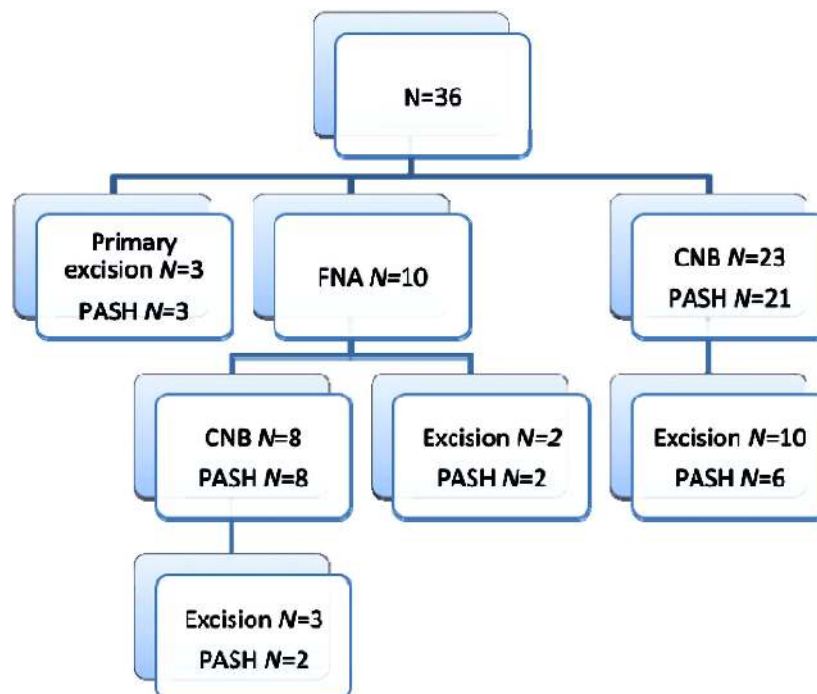 N=36
Primary
excision N=3
PASH N=3
FNA N=10
CNB N=23
PASH N=21
CNB N=8
PASH N=8
Excision N=2
PASH N=2
Excision N=10
PASH N=6
Excision N=3
PASH N=2